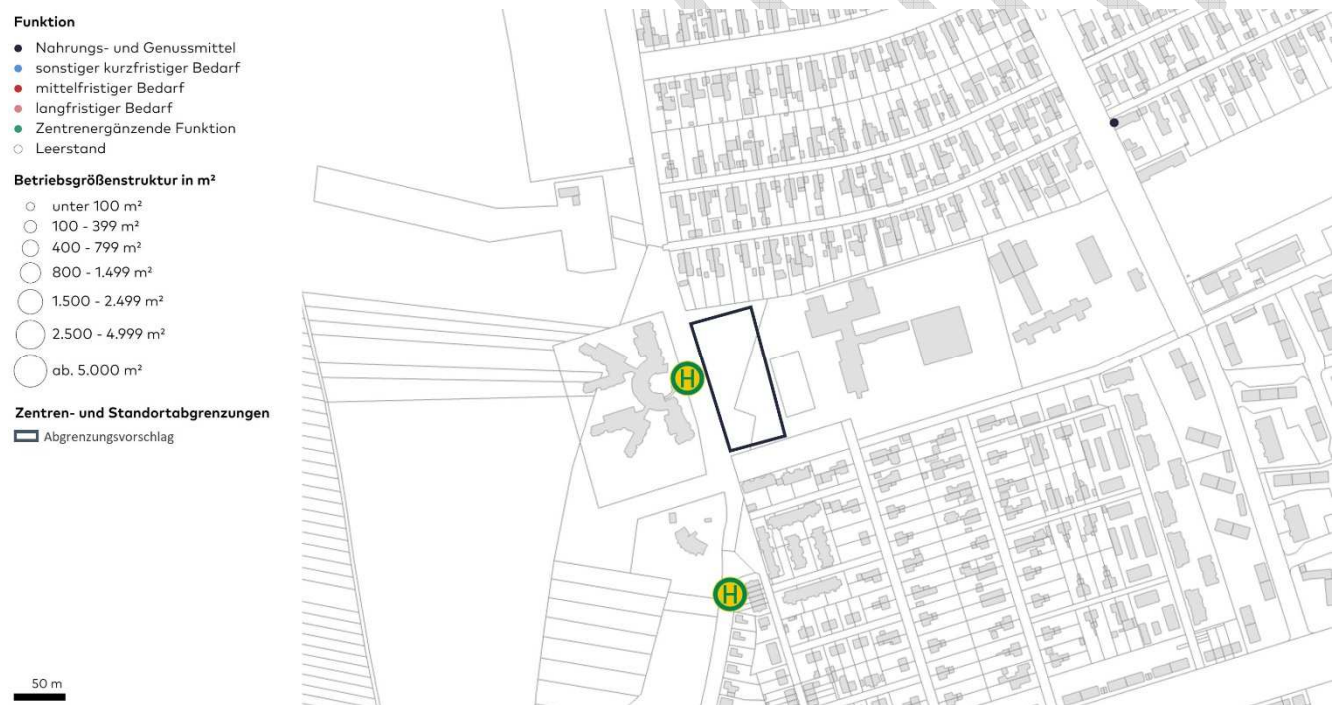 Funktion
Nahrungs- und Genussmittel
sonstiger kurzfristiger Bedarf
mittelfristiger Bedarf
langfristiger Bedarf
Zentrenergänzende Funktion
Leerstand
Betriebsgrößenstruktur in m²
unter 100 m²
100 - 399 m²
400 - 799 m²
800 - 1.499 m²
1.500 - 2.499 m²
2.500 - 4.999 m²
ab. 5.000 m²
Zentren- und Standortabgrenzungen
Abgrenzungsvorschlag
H
H
50 m